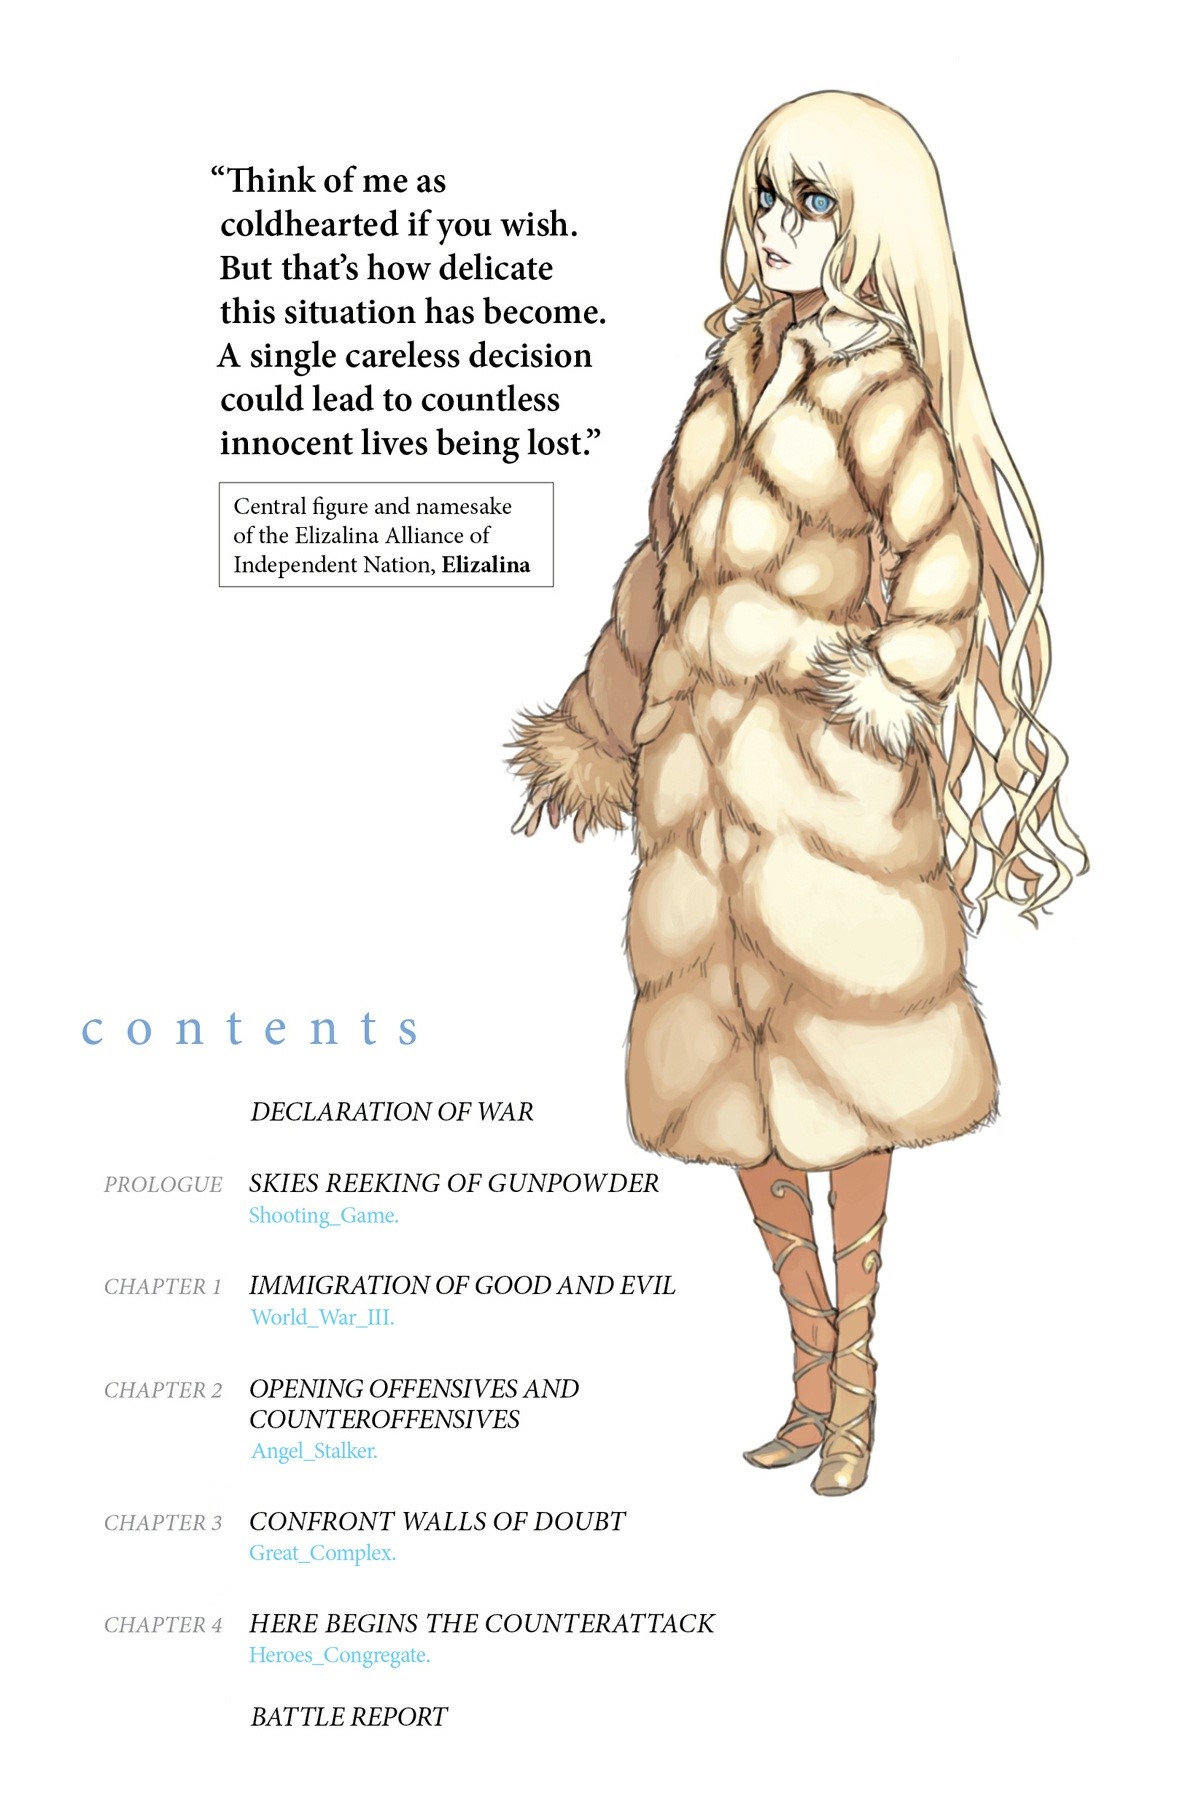 “Think of me as
coldhearted if you wish.
But that’s how delicate
this situation has become.
A single careless decision
could lead to countless
innocent lives being lost.”
Central figure and namesake
of the Elizalina Alliance of
Independent Nation, Elizalina
contents
DECLARATION OF WAR
PROLOGUE SKIES REEKING OF GUNPOWDER
Shooting_Game.
CHAPTER 1 IMMIGRATION OF GOOD AND EVIL
World_War_III.
CHAPTER 2 OPENING OFFENSIVES AND
COUNTEROFFENSIVES
Angel_Stalker.
CHAPTER 3 CONFRONT WALLS OF DOUBT
Great_Complex.
CHAPTER 4 HERE BEGINS THE COUNTERATTACK
Heroes_Congregate.
BATTLE REPORT